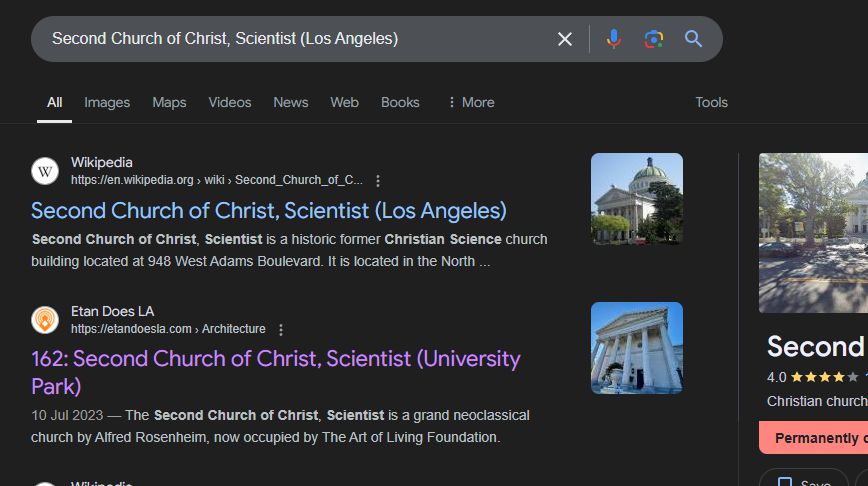 Second Church of Christ, Scientist (Los Angeles)
All Images Maps Videos News Web Books More Tools
W
Wikipedia
https://en.wikipedia.org › wiki › Second_Church_of_C...
Second Church of Christ, Scientist (Los Angeles)
Second Church of Christ, Scientist is a historic former Christian Science church
building located at 948 West Adams Boulevard. It is located in the North ...
Etan Does LA
https://etandoesla.com › Architecture
162: Second Church of Christ, Scientist (University
Park)
10 Jul 2023 — The Second Church of Christ, Scientist is a grand neoclassical
church by Alfred Rosenheim, now occupied by The Art of Living Foundation.
Wikipedia
Second
4.0
Christian church
Permanently
Save